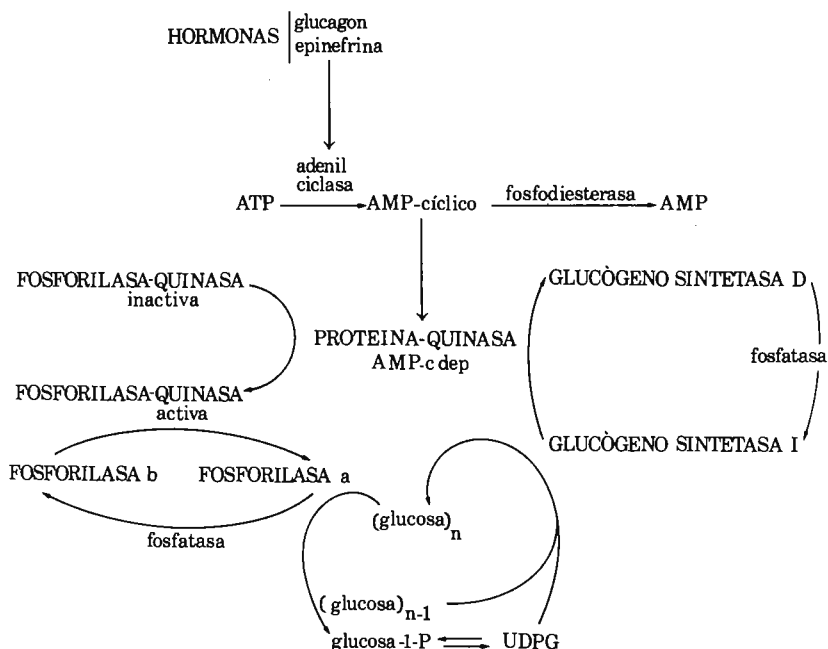 HORMONAS
glucagon
epinefrina
adenil
ciclasa
ATP
AMP-cíclico
fosfodiesterasa
AMP
FOSFORILASA-QUINASA
inactiva
GLUCÒGENO SINTETASA D
PROTEINA-QUINASA
AMP-c dep
fosfatasa
FOSFORILASA-QUINASA
activa
GLUCÒGENO SINTETASA I
FOSFORILASA b
FOSFORILASA a
(glucosa)n
fosfatasa
(glucosa)n-1
glucosa-1-P
UDPG